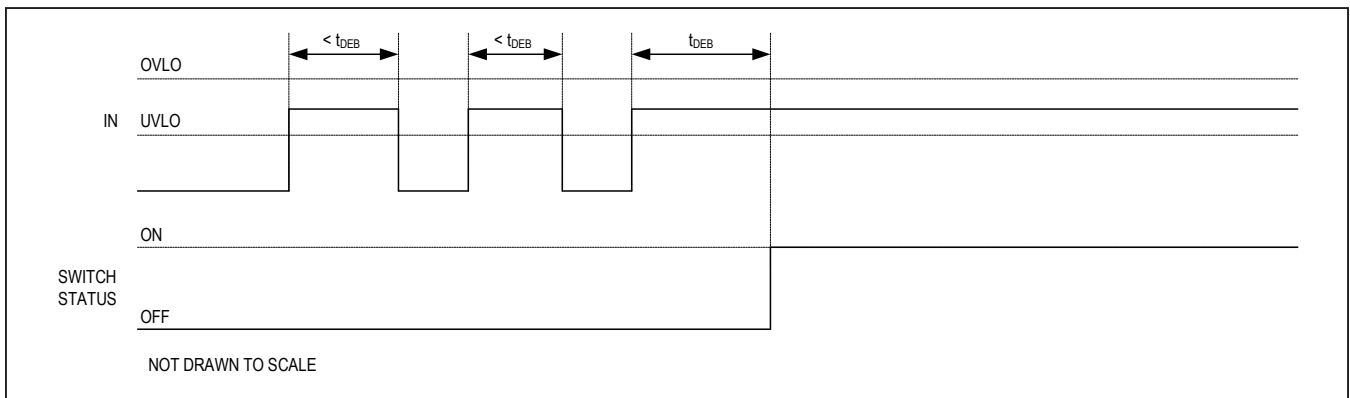 < tDEB
< tDEB
tDEB
OVLO
IN UVLO
ON
SWITCH
STATUS
OFF
NOT DRAWN TO SCALE